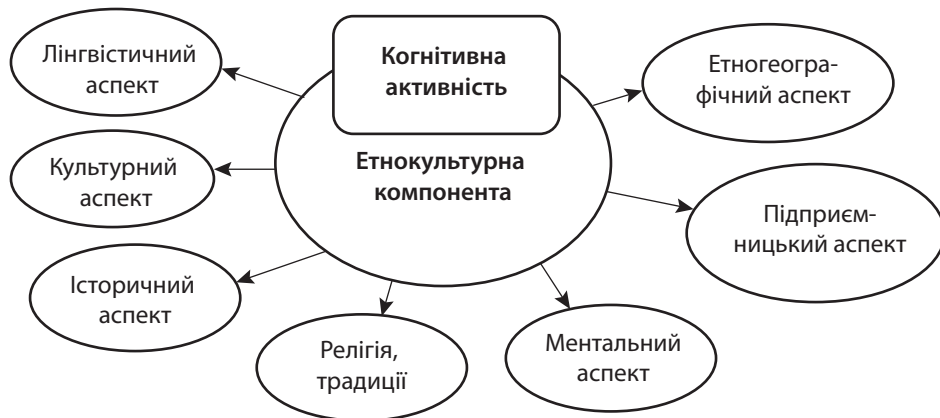 Лінгвістичний
аспект
Когнітивна
активність
Етногеогра-
фічний аспект
Культурний
аспект
Етнокультурна
компонента
Підприєм-
ницький аспект
Історичний
аспект
Релігія,
традиції
Ментальний
аспект